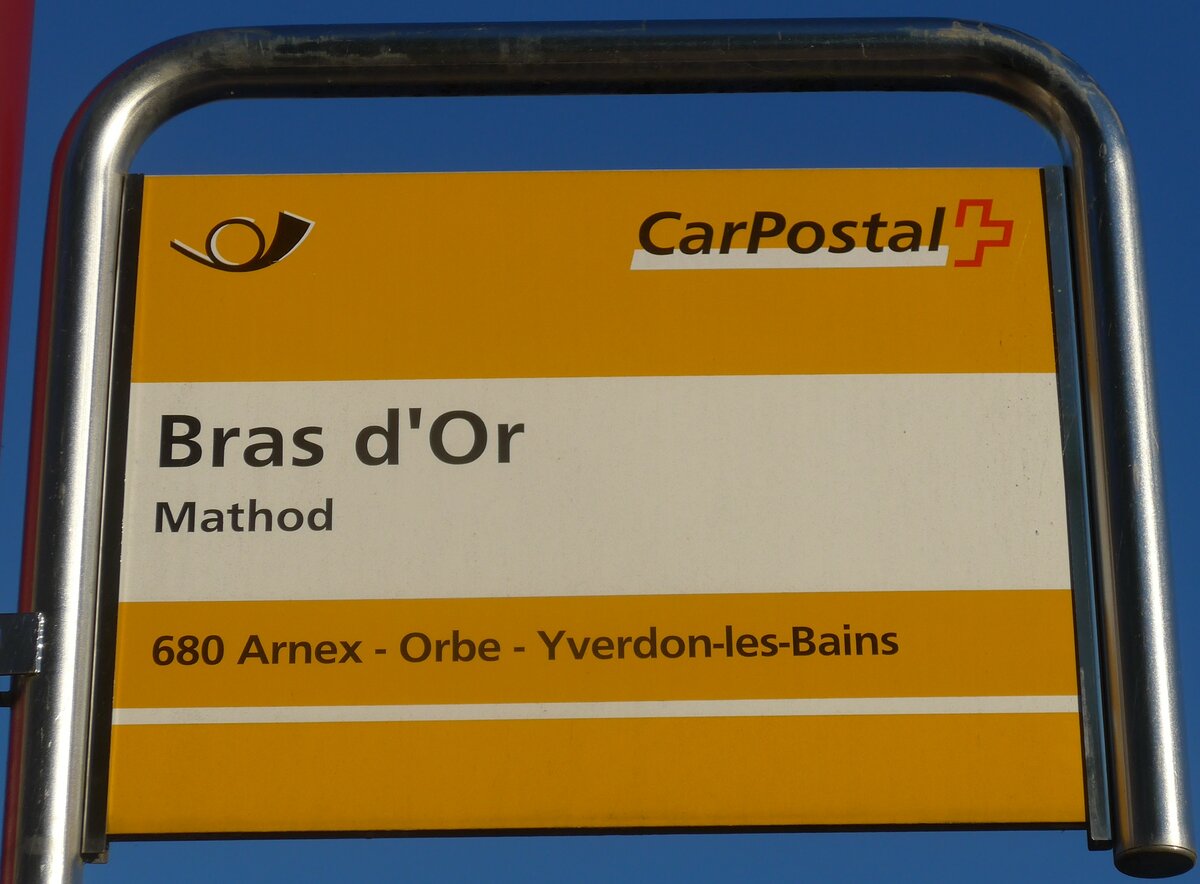 CarPostal
Bras d'Or
Mathod
680 Arnex - Orbe - Yverdon-les-Bains